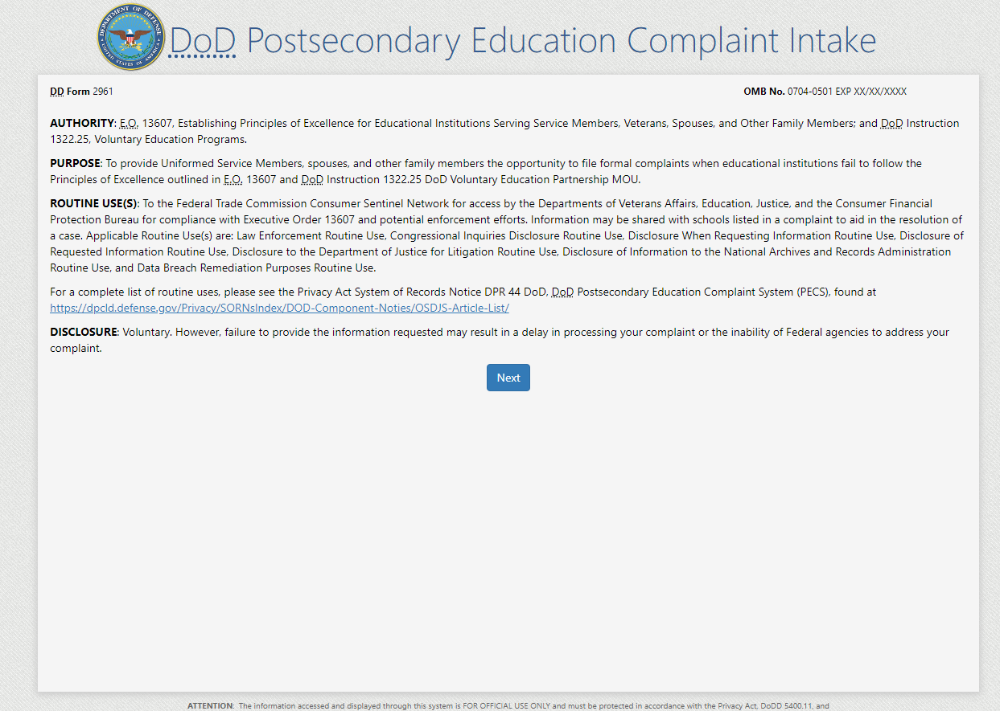 DEPARTMENT OF DEFENSE
UNITED STATES OF AMERICA
DoD Postsecondary Education Complaint Intake
DD Form 2961
OMB No. 0704-0501 EXP XX/XX/XXXX
AUTHORITY: E.O. 13607, Establishing Principles of Excellence for Educational Institutions Serving Service Members, Veterans, Spouses, and Other Family Members; and DoD Instruction
1322.25, Voluntary Education Programs.
PURPOSE: To provide Uniformed Service Members, spouses, and other family members the opportunity to file formal complaints when educational institutions fail to follow the
Principles of Excellence outlined in E.O. 13607 and DoD Instruction 1322.25 DoD Voluntary Education Partnership MOU.
ROUTINE USE(S): To the Federal Trade Commission Consumer Sentinel Network for access by the Departments of Veterans Affairs, Education, Justice, and the Consumer Financial
Protection Bureau for compliance with Executive Order 13607 and potential enforcement efforts. Information may be shared with schools listed in a complaint to aid in the resolution of
a case. Applicable Routine Use(s) are: Law Enforcement Routine Use, Congressional Inquiries Disclosure Routine Use, Disclosure When Requesting Information Routine Use, Disclosure of
Requested Information Routine Use, Disclosure to the Department of Justice for Litigation Routine Use, Disclosure of Information to the National Archives and Records Administration
Routine Use, and Data Breach Remediation Purposes Routine Use.
For a complete list of routine uses, please see the Privacy Act System of Records Notice DPR 44 DoD, DoD Postsecondary Education Complaint System (PECS), found at
https://dpcld.defense.gov/Privacy/SORNsIndex/DOD-Component-Noties/OSDJS-Article-List/
DISCLOSURE: Voluntary. However, failure to provide the information requested may result in a delay in processing your complaint or the inability of Federal agencies to address your
complaint.
Next
ATTENTION: The information accessed and displayed through this system is FOR OFFICIAL USE ONLY and must be protected in accordance with the Privacy Act, DoDD 5400.11, and